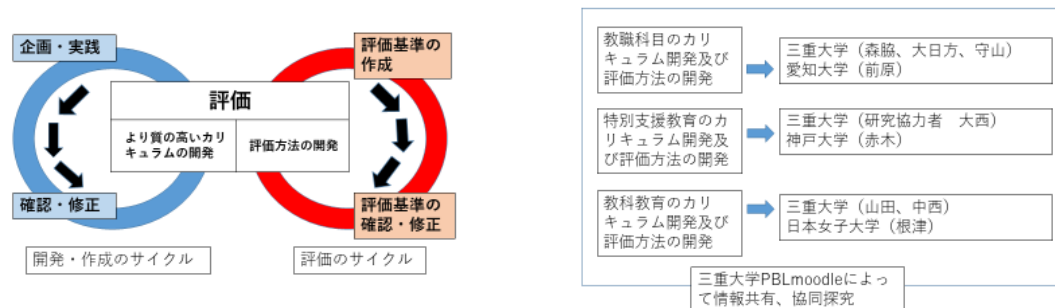 企画・実践
確認・修正
開発・作成のサイクル
評価
より質の高いカリ
キュラムの開発
評価方法の開発
評価基準の
作成
評価基準の
確認・修正
評価のサイクル
教職科目のカリ
キュラム開発及び
評価方法の開発
三重大学（森脇、大日方、守山）
愛知大学（前原）
特別支援教育のカ
リキュラム開発及
び評価方法の開発
三重大学（研究協力者　大西）
神戸大学（赤木）
教科教育のカリ
キュラム開発及び
評価方法の開発
三重大学（山田、中西）
日本女子大学（根津）
三重大学PBLmoodleによっ
て情報共有、協同探究